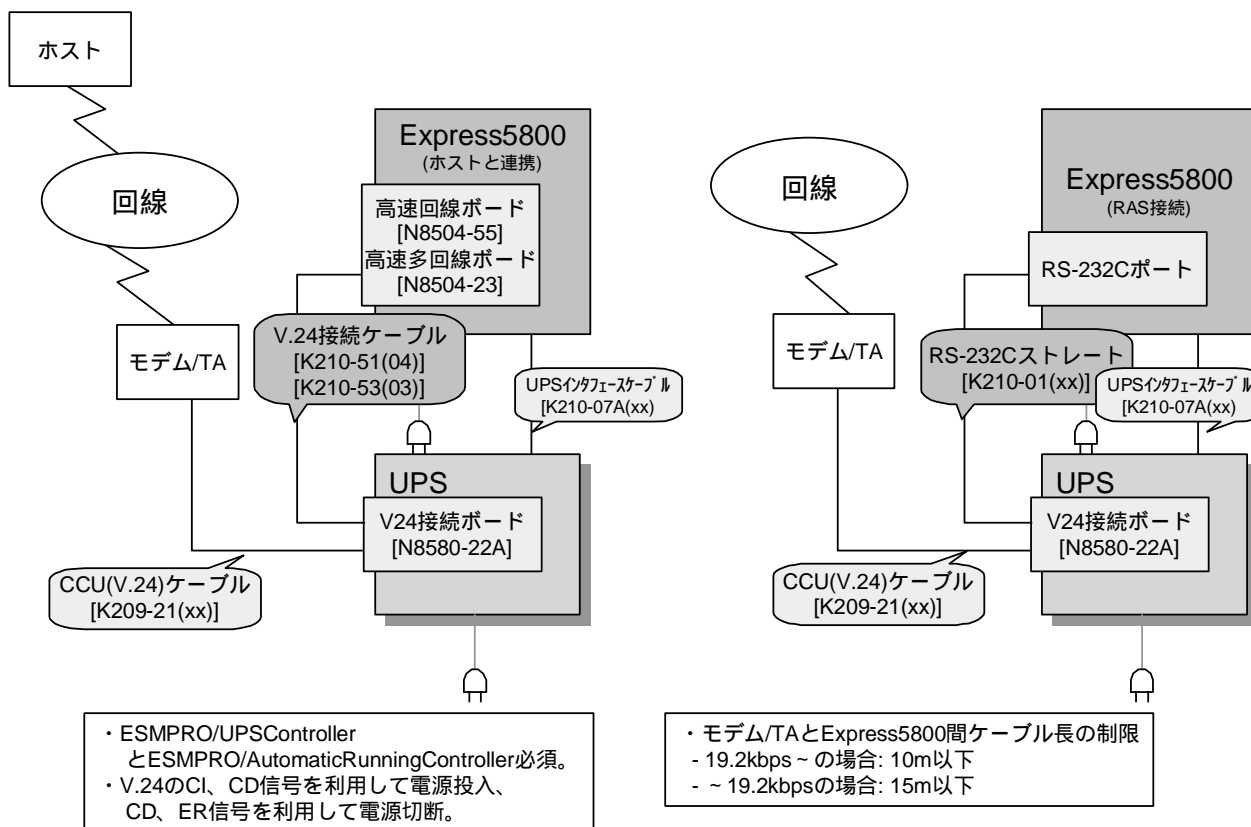 ホスト
回線
モデム/TA
Express5800
(ホストと連携)
高速回線ボード
[N8504-55]
高速多回線ボード
[N8504-23]
V.24接続ケーブル
[K210-51(04)]
[K210-53(03)]
UPSインタフェースケーブル
[K210-07A(xx)
UPS
V24接続ボード
[N8580-22A]
CCU(V.24)ケーブル
[K209-21(xx)]
・ESMPRO/UPSController
とESMPRO/AutomaticRunningController必須。
・V.24のCI、CD信号を利用して電源投入、
CD、ER信号を利用して電源切断。
回線
モデム/TA
Express5800
(RAS接続)
RS-232Cポート
RS-232Cストレート
[K210-01(xx)]
UPSインタフェースケーブル
[K210-07A(xx)
UPS
V24接続ボード
[N8580-22A]
CCU(V.24)ケーブル
[K209-21(xx)]
・モデム/TAとExpress5800間ケーブル長の制限
- 19.2kbps ~ の場合: 10m以下
- ~ 19.2kbpsの場合: 15m以下